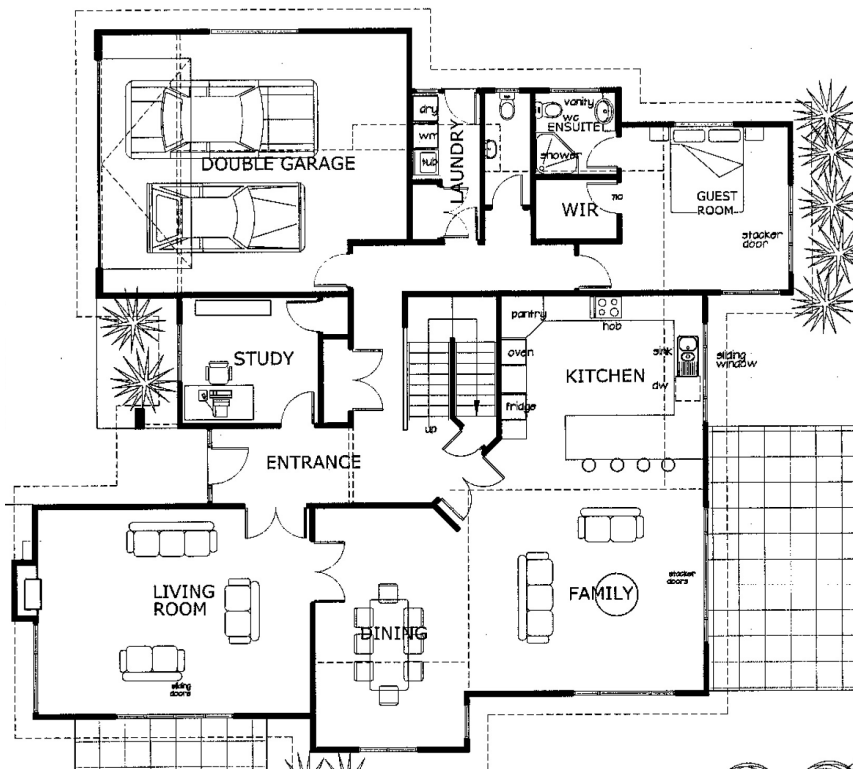 dry
wm
tub
LAUNDRY
vanity
wc
ENSUITE
shower
DOUBLE GARAGE
WIR
GUEST
ROOM
stacker
door
pantry
hob
STUDY
oven
KITCHEN
sink
sliding
window
dw
fridge
up
ENTRANCE
LIVING
ROOM
stacker
doors
FAMILY
DINING
sliding
doors